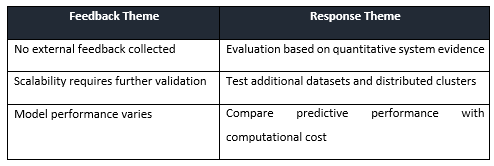 Feedback Theme Response Theme
No external feedback collected Evaluation based on quantitative system evidence
Scalability requires further validation Test additional datasets and distributed clusters
Model performance varies Compare predictive performance with
computational cost